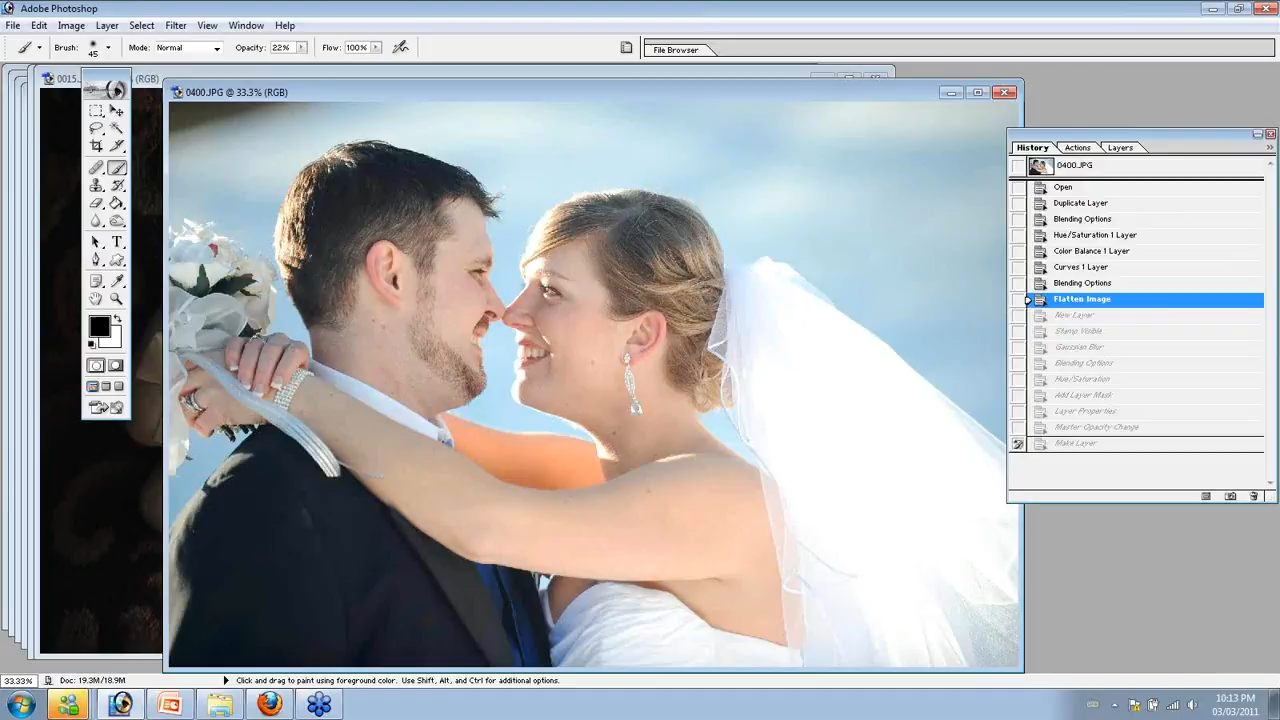 Adobe Photoshop
File Edit Image Layer Select Filter View Window Help
Brush: 45 Mode: Normal Opacity: 22% Flow: 100% File Browser
0015 (RGB)
0400.JPG @ 33.3% (RGB)
History Actions Layers
0400.JPG
Open
Duplicate Layer
Blending Options
Hue/Saturation 1 Layer
Color Balance 1 Layer
Curves 1 Layer
Blending Options
Flatten Image
New Layer
Stamp Visible
Gaussian Blur
Blending Options
Hue/Saturation
Add Layer Mask
Layer Properties
Master Opacity Change
Make Layer
33.33% Doc: 19.3M/18.9M Click and drag to paint using foreground color. Use Shift, Alt, and Ctrl for additional options.
10:13 PM
03/03/2011